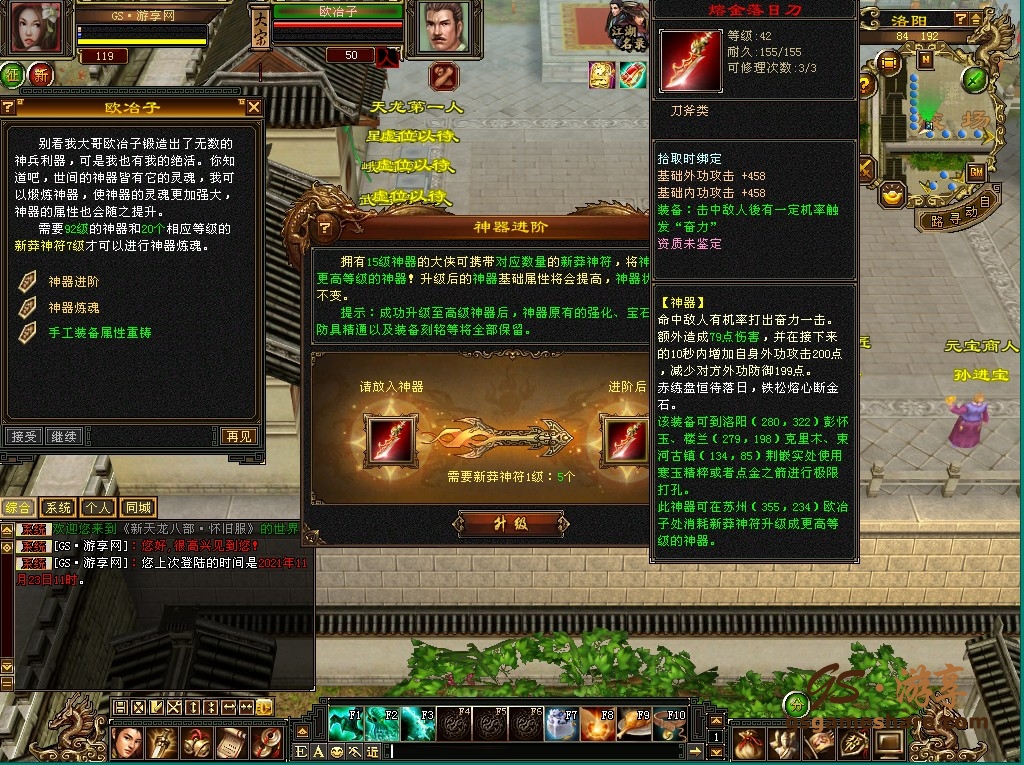 GS·游享网
119
大宋
欧冶子
50
江湖名录
熔金落日刀
等级:42
耐久:155/155
可修理次数:3/3
刀斧类
洛阳
84 192
N
GM
自动寻路
征
新
欧冶子
别看我大哥欧冶子锻造出了无数的
神兵利器，可是我也有我的绝活。你知
道吧，世间的神器皆有它的灵魂，我可
以煅炼神器，使神器的灵魂更加强大，
神器的属性也会随之提升。
需要92级的神器和20个相应等级的
新莽神符7级才可以进行神器炼魂。
神器进阶
神器炼魂
手工装备属性重铸
接受
继续
再见
天龙第一人
虚位以待
虚位以待
虚位以待
神器进阶
拥有15级神器的大侠可携带对应数量的新莽神符，将神
更高等级的神器！升级后的神器基础属性将会提高，神器状
不变。
提示：成功升级至高级神器后，神器原有的强化、宝石
防具精通以及装备刻铭等将全部保留。
请放入神器
进阶后
需要新莽神符1级：5个
升级
拾取时绑定
基础外功攻击 +458
基础内功攻击 +458
装备：击中敌人後有一定机率触
发“奋力”
资质未鉴定
【神器】
命中敌人有机率打出奋力一击。
额外造成79点伤害，并在接下来
的10秒内增加自身外功攻击200点
，减少对方外功防御199点。
赤练盘恒待落日，铁松熔心断金
石。
该装备可到洛阳（280，322）彭怀
玉、楼兰（279，198）克里木、束
河古镇（134，85）荆嵚实处使用
寒玉精粹或者点金之箭进行极限
打孔。
此神器可在苏州（355，234）欧冶
子处消耗新莽神符升级成更高等
级的神器。
元宝商人
孙进宝
综合
系统
个人
同城
系统 欢迎您来到《新天龙八部·怀旧服》的世界
系统 [GS·游享网]：您好,很高兴见到您！
系统 [GS·游享网]：您上次登陆的时间是2021年11
月23日11时。
F1
F2
F3
F4
F5
F6
F7
F8
F9
F10
E
A
近
1
GS·游享